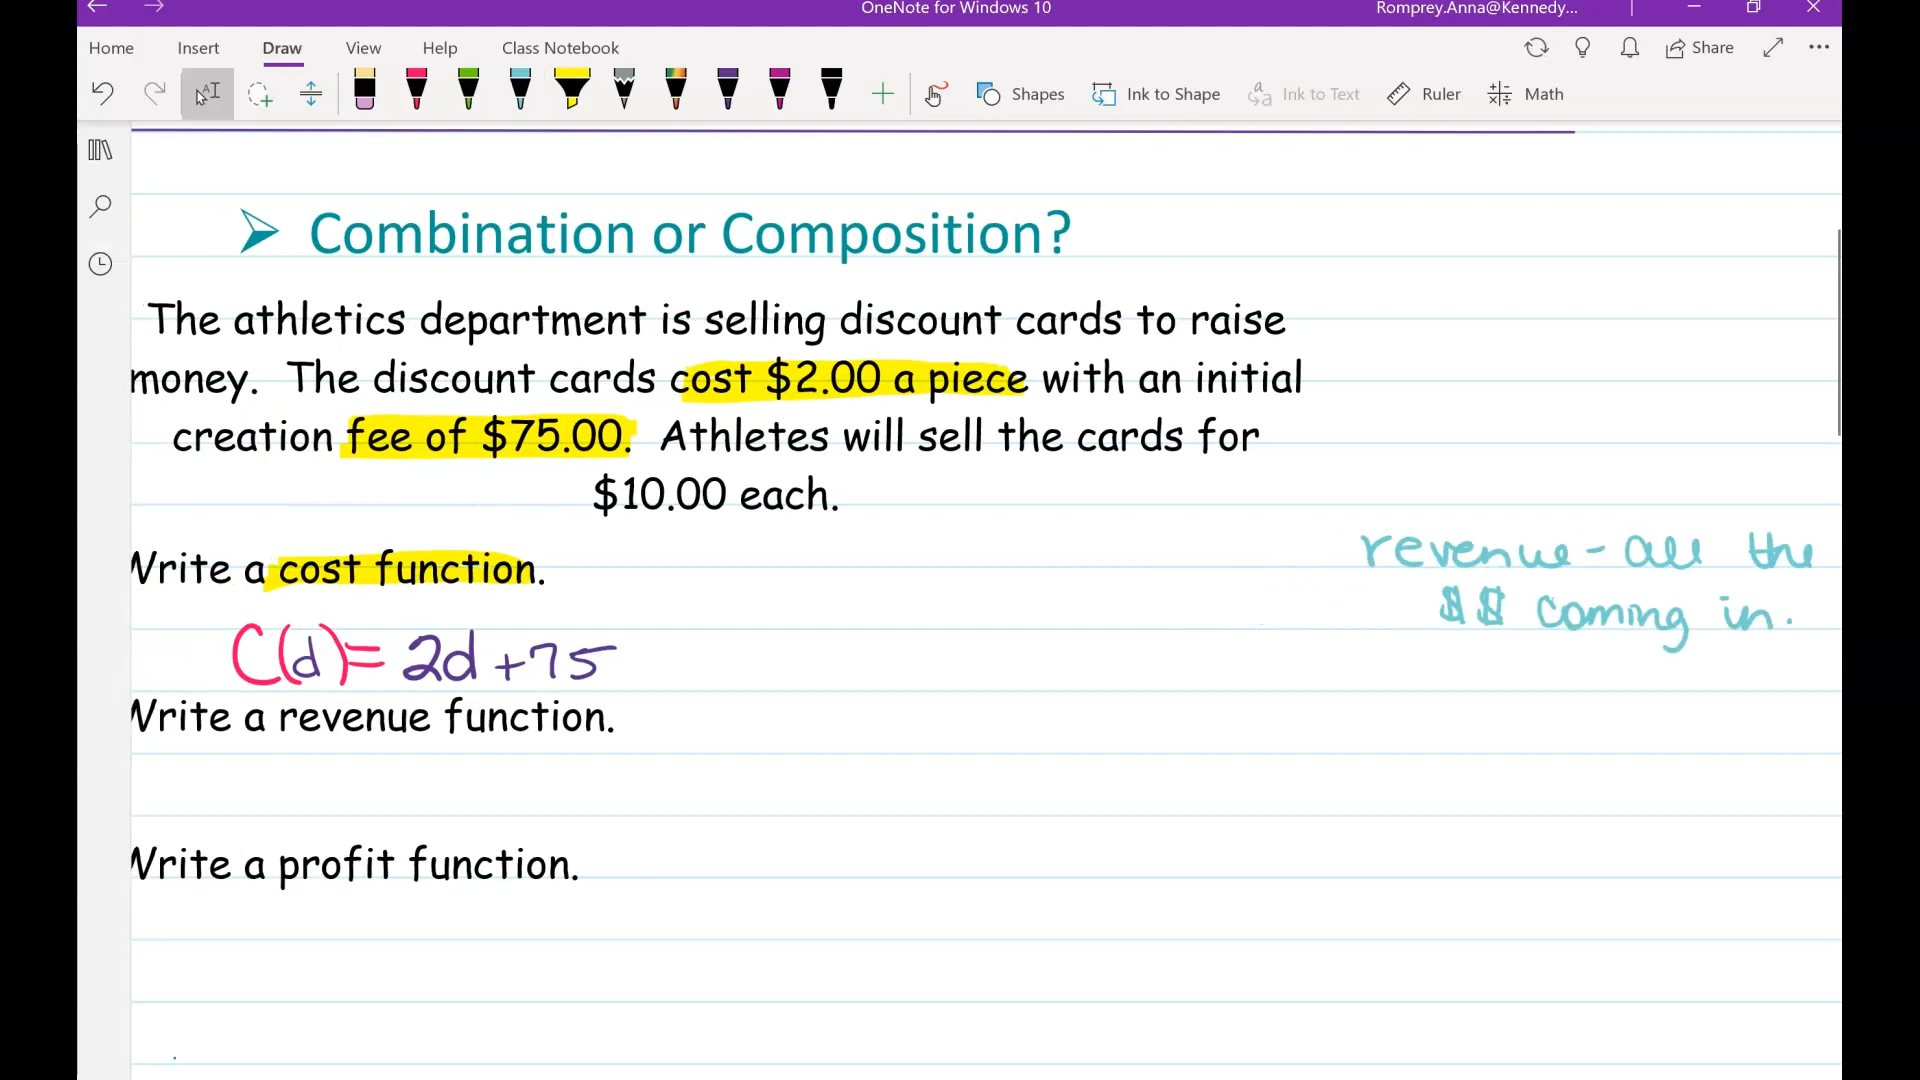 OneNote for Windows 10
Romprey.Anna@Kennedy...
Home Insert Draw View Help Class Notebook
Share
Shapes Ink to Shape Ink to Text Ruler Math
Combination or Composition?
The athletics department is selling discount cards to raise
money. The discount cards cost $2.00 a piece with an initial
creation fee of $75.00. Athletes will sell the cards for
$10.00 each.
Write a cost function.
revenue - all the
$$ coming in.
C(d)= 2d +75
Write a revenue function.
Write a profit function.